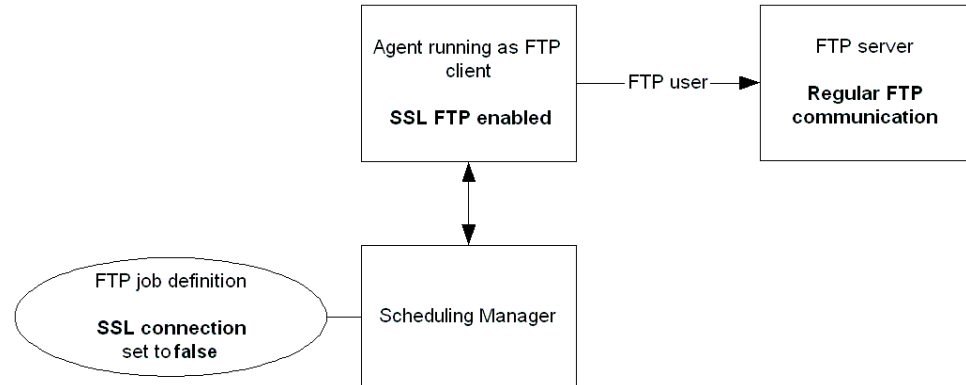 Agent running as FTP
client
SSL FTP enabled
FTP user
FTP server
Regular FTP
communication
FTP job definition
SSL connection
set to false
Scheduling Manager